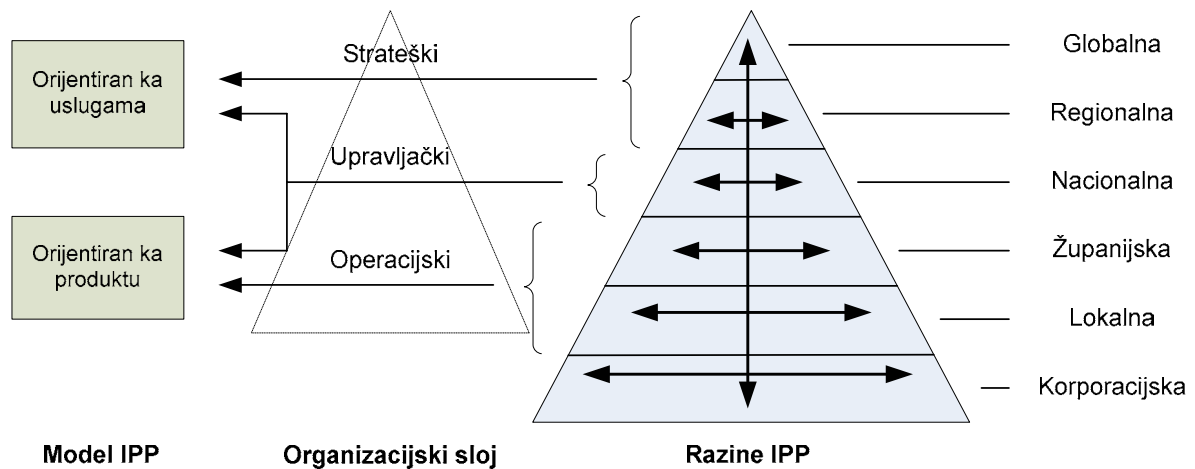 Orijentiran ka
uslugama
Orijentiran ka
produktu
Model IPP
Strateški
Upravljački
Operacijski
Organizacijski sloj
Globalna
Regionalna
Nacionalna
Županijska
Lokalna
Korporacijska
Razine IPP